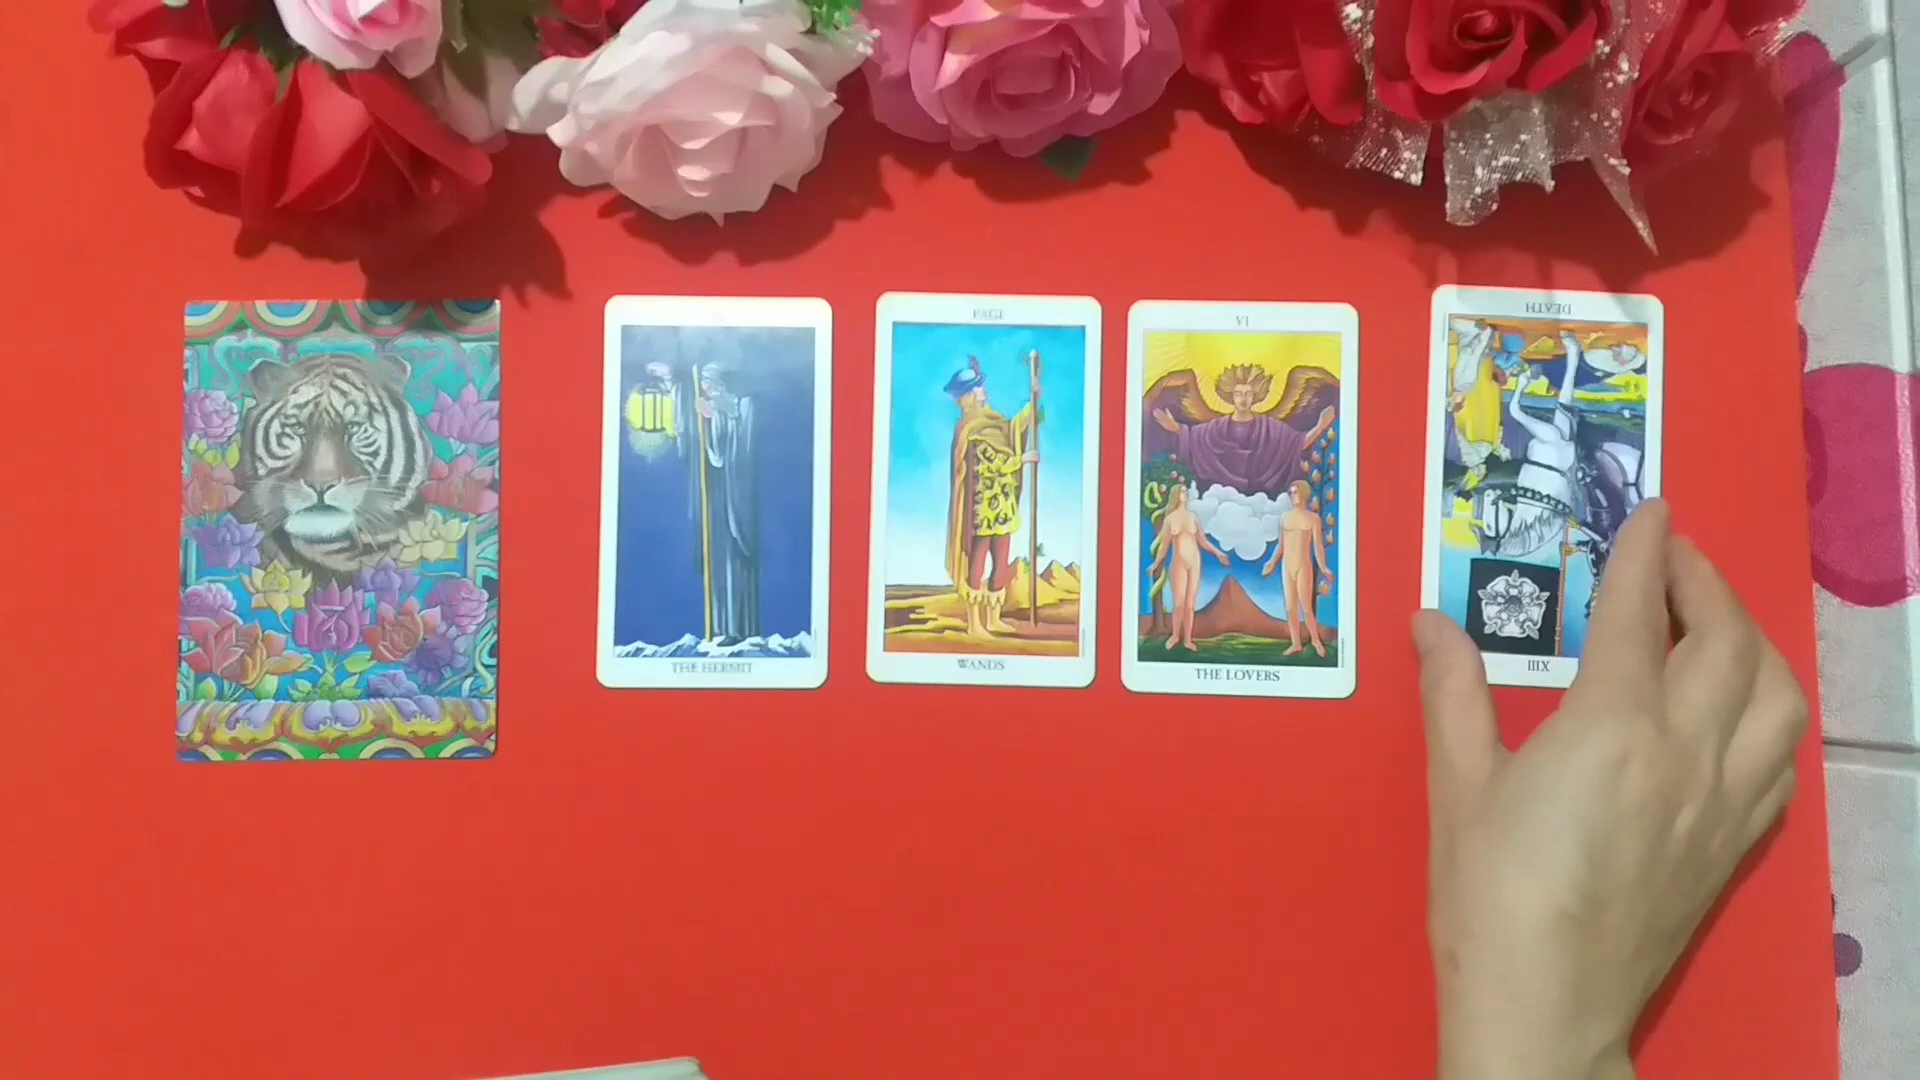 THE HERMIT
PAGE
WANDS
VI
THE LOVERS
DEATH
XIII